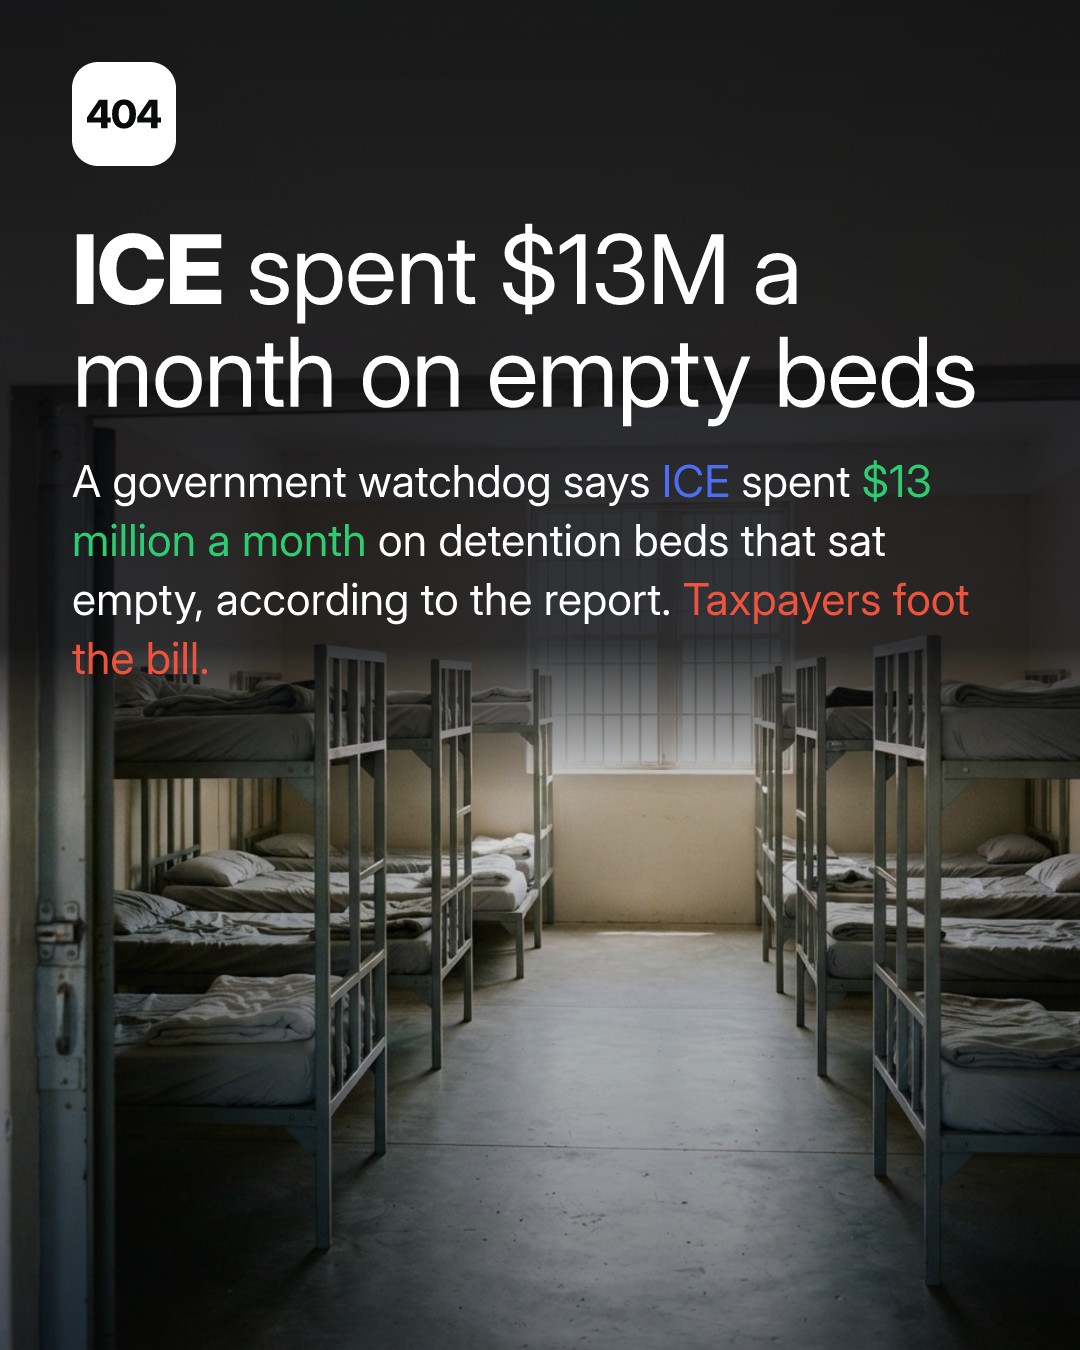 404
ICE spent $13M a
month on empty beds
A government watchdog says ICE spent $13
million a month on detention beds that sat
empty, according to the report. Taxpayers foot
the bill.